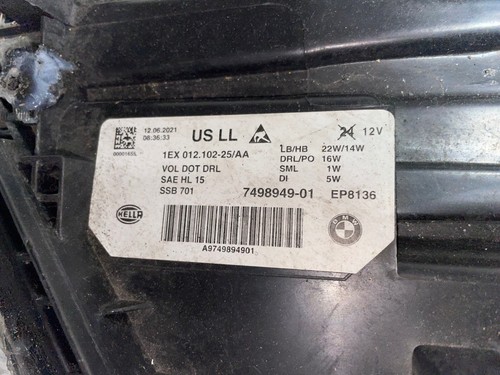 12.06.2021
08:36:33
US LL
24 12V
1EX 012.102-25/AA
LB/HB 22W/14W
VOL DOT DRL
DRL/PO 16W
SAE HL 15
SML 1W
SSB 701
DI 5W
7498949-01 EP8136
HELLA
BMW
A9749894901